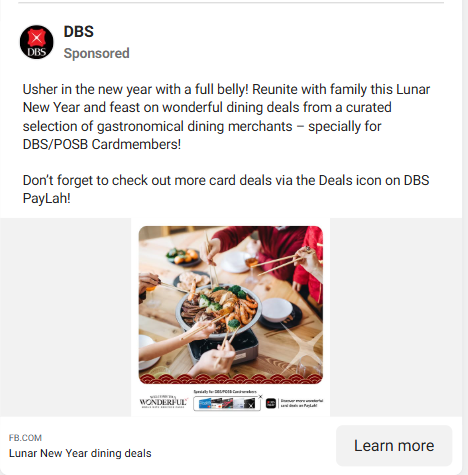 DBS
DBS
Sponsored
Usher in the new year with a full belly! Reunite with family this Lunar
New Year and feast on wonderful dining deals from a curated
selection of gastronomical dining merchants – specially for
DBS/POSB Cardmembers!
Don’t forget to check out more card deals via the Deals icon on DBS
PayLah!
Specially for DBS/POSB Cardmembers
WONDERFUL
Discover more wonderful
card deals on PayLah!
FB.COM
Lunar New Year dining deals
Learn more